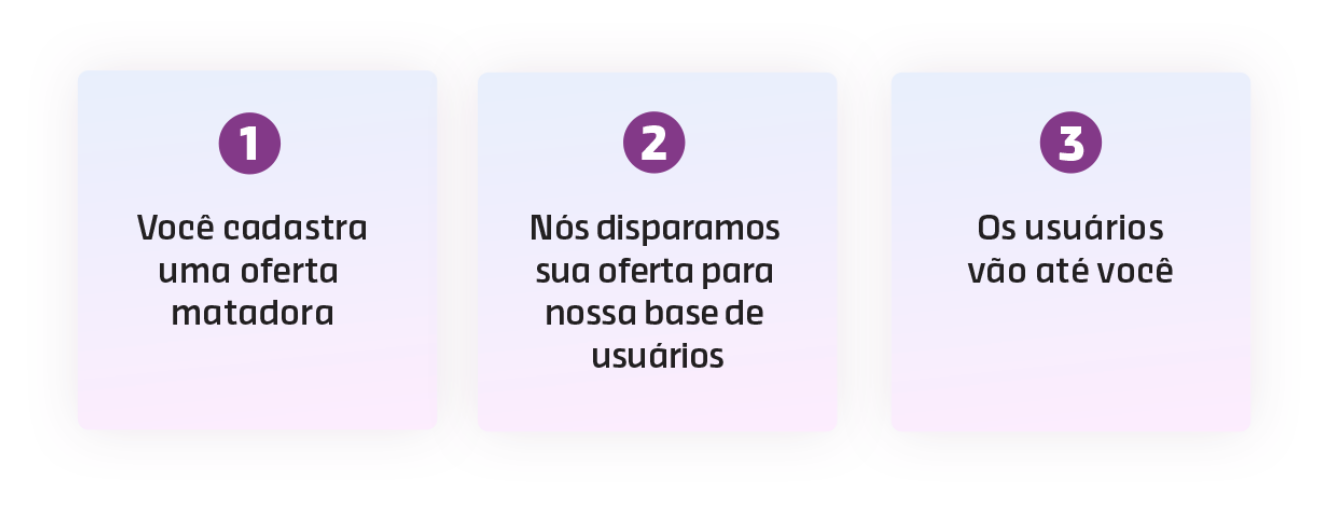 1
Você cadastra
uma oferta
matadora
2
Nós disparamos
sua oferta para
nossa base de
usuários
3
Os usuários
vão até você